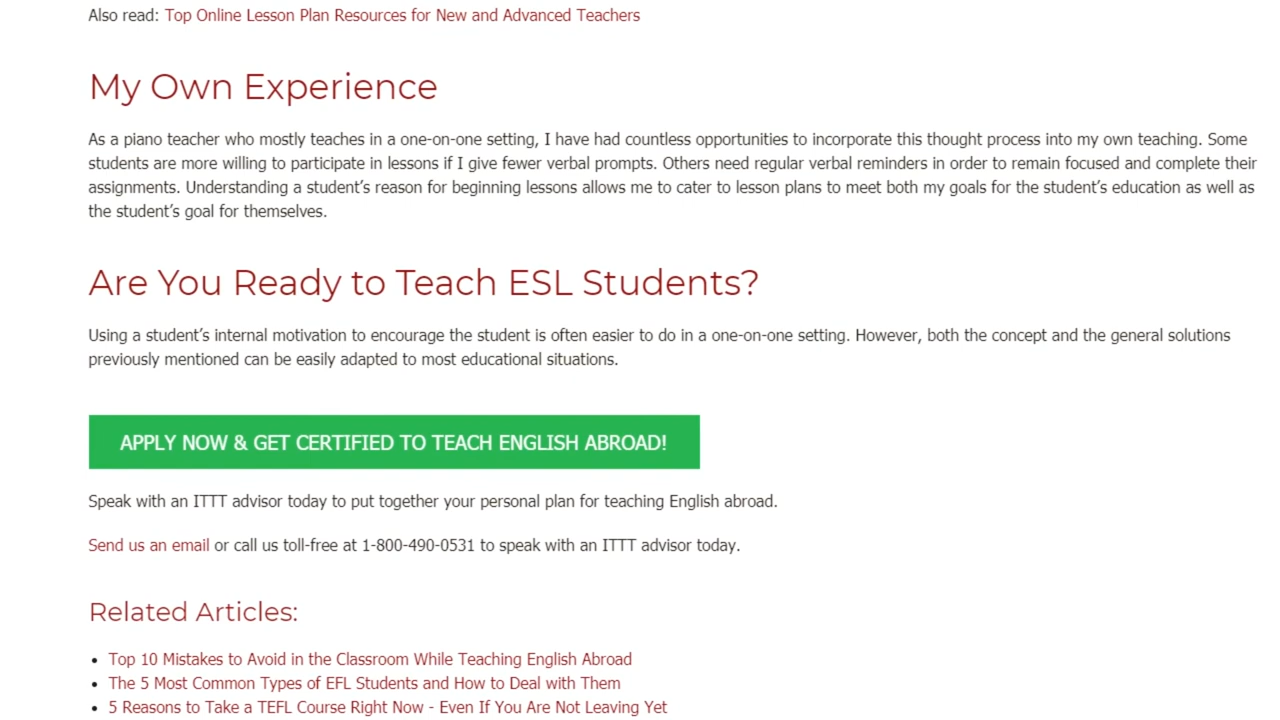 Also read: Top Online Lesson Plan Resources for New and Advanced Teachers
My Own Experience
As a piano teacher who mostly teaches in a one-on-one setting, I have had countless opportunities to incorporate this thought process into my own teaching. Some
students are more willing to participate in lessons if I give fewer verbal prompts. Others need regular verbal reminders in order to remain focused and complete their
assignments. Understanding a student’s reason for beginning lessons allows me to cater to lesson plans to meet both my goals for the student’s education as well as
the student’s goal for themselves.
Are You Ready to Teach ESL Students?
Using a student’s internal motivation to encourage the student is often easier to do in a one-on-one setting. However, both the concept and the general solutions
previously mentioned can be easily adapted to most educational situations.
APPLY NOW & GET CERTIFIED TO TEACH ENGLISH ABROAD!
Speak with an ITTT advisor today to put together your personal plan for teaching English abroad.
Send us an email or call us toll-free at 1-800-490-0531 to speak with an ITTT advisor today.
Related Articles:
• Top 10 Mistakes to Avoid in the Classroom While Teaching English Abroad
• The 5 Most Common Types of EFL Students and How to Deal with Them
• 5 Reasons to Take a TEFL Course Right Now - Even If You Are Not Leaving Yet